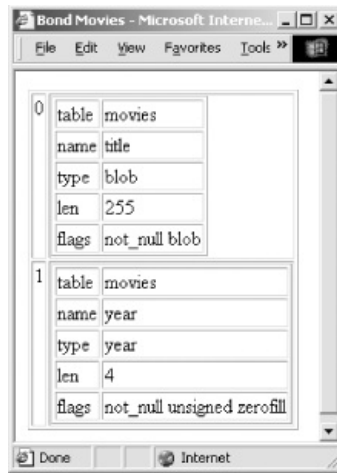 Bond Movies - Microsoft Interne...
File Edit View Favorites Tools »
0
table movies
name title
type blob
len 255
flags not_null blob
1
table movies
name year
type year
len 4
flags not_null unsigned zerofill
Done Internet